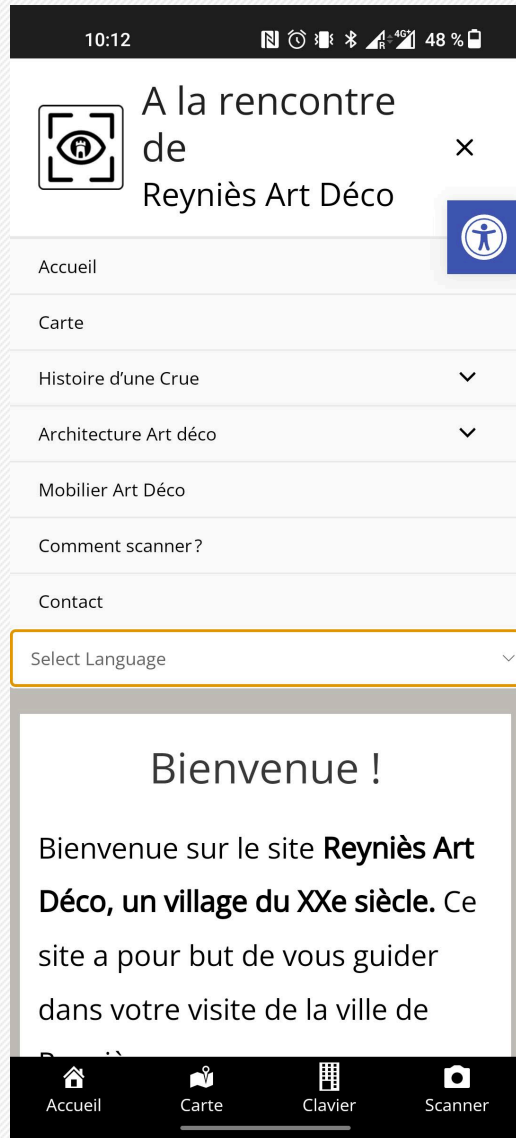 10:12 R 4G+ 48 %
A la rencontre
de
Reyniès Art Déco
Accueil
Carte
Histoire d'une Crue
Architecture Art déco
Mobilier Art Déco
Comment scanner ?
Contact
Select Language
Bienvenue !
Bienvenue sur le site Reyniès Art
Déco, un village du XXe siècle. Ce
site a pour but de vous guider
dans votre visite de la ville de
Accueil Carte Clavier Scanner